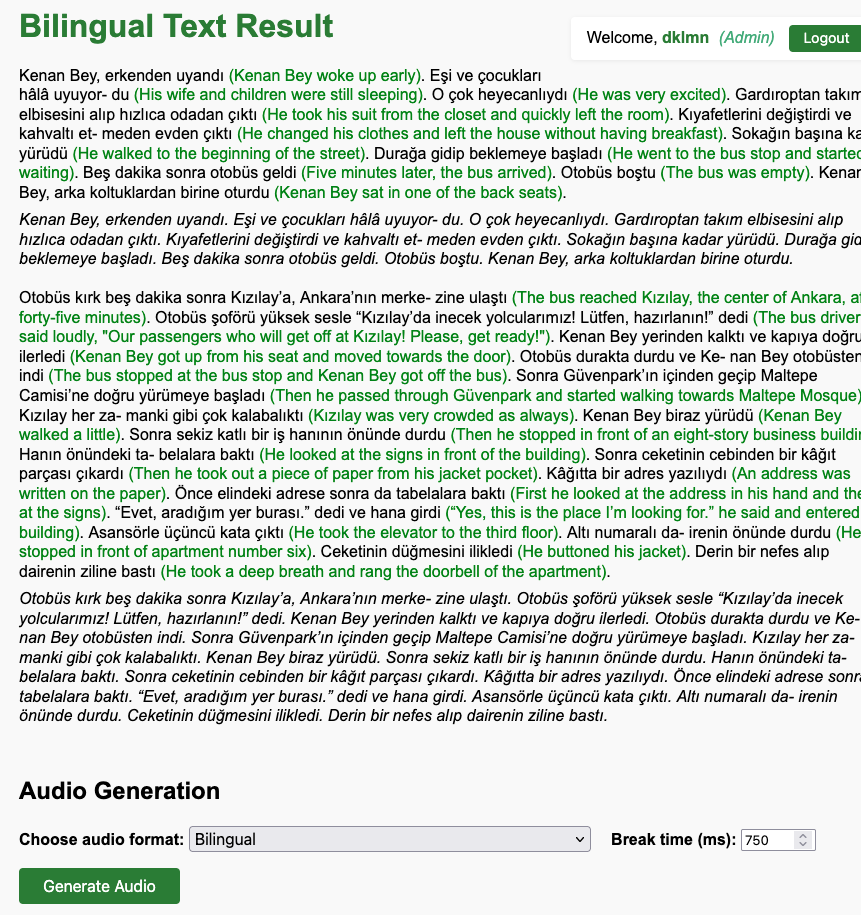 Bilingual Text Result
Welcome, dklmn (Admin) Logout
Kenan Bey, erkenden uyandı (Kenan Bey woke up early). Eşi ve çocukları
hâlâ uyuyor- du (His wife and children were still sleeping). O çok heyecanlıydı (He was very excited). Gardıroptan takım
elbisesini alıp hızlıca odadan çıktı (He took his suit from the closet and quickly left the room). Kıyafetlerini değiştirdi ve
kahvaltı et- meden evden çıktı (He changed his clothes and left the house without having breakfast). Sokağın başına ka
yürüdü (He walked to the beginning of the street). Durağa gidip beklemeye başladı (He went to the bus stop and started
waiting). Beş dakika sonra otobüs geldi (Five minutes later, the bus arrived). Otobüs boştu (The bus was empty). Kenan
Bey, arka koltuklardan birine oturdu (Kenan Bey sat in one of the back seats).
Kenan Bey, erkenden uyandı. Eşi ve çocukları hâlâ uyuyor- du. O çok heyecanlıydı. Gardıroptan takım elbisesini alıp
hızlıca odadan çıktı. Kıyafetlerini değiştirdi ve kahvaltı et- meden evden çıktı. Sokağın başına kadar yürüdü. Durağa gid
beklemeye başladı. Beş dakika sonra otobüs geldi. Otobüs boştu. Kenan Bey, arka koltuklardan birine oturdu.
Otobüs kırk beş dakika sonra Kızılay’a, Ankara’nın merke- zine ulaştı (The bus reached Kızılay, the center of Ankara, af
forty-five minutes). Otobüs şoförü yüksek sesle “Kızılay’da inecek yolcularımız! Lütfen, hazırlanın!” dedi (The bus driver
said loudly, "Our passengers who will get off at Kızılay! Please, get ready!"). Kenan Bey yerinden kalktı ve kapıya doğru
ilerledi (Kenan Bey got up from his seat and moved towards the door). Otobüs durakta durdu ve Ke- nan Bey otobüsten
indi (The bus stopped at the bus stop and Kenan Bey got off the bus). Sonra Güvenpark’ın içinden geçip Maltepe
Camisi’ne doğru yürümeye başladı (Then he passed through Güvenpark and started walking towards Maltepe Mosque)
Kızılay her za- manki gibi çok kalabalıktı (Kızılay was very crowded as always). Kenan Bey biraz yürüdü (Kenan Bey
walked a little). Sonra sekiz katlı bir iş hanının önünde durdu (Then he stopped in front of an eight-story business buildin
Hanın önündeki ta- belalara baktı (He looked at the signs in front of the building). Sonra ceketinin cebinden bir kâğıt
parçası çıkardı (Then he took out a piece of paper from his jacket pocket). Kâğıtta bir adres yazılıydı (An address was
written on the paper). Önce elindeki adrese sonra da tabelalara baktı (First he looked at the address in his hand and the
at the signs). “Evet, aradığım yer burası.” dedi ve hana girdi (“Yes, this is the place I’m looking for.” he said and entered
building). Asansörle üçüncü kata çıktı (He took the elevator to the third floor). Altı numaralı da- irenin önünde durdu (He
stopped in front of apartment number six). Ceketinin düğmesini ilikledi (He buttoned his jacket). Derin bir nefes alıp
dairenin ziline bastı (He took a deep breath and rang the doorbell of the apartment).
Otobüs kırk beş dakika sonra Kızılay’a, Ankara’nın merke- zine ulaştı. Otobüs şoförü yüksek sesle “Kızılay’da inecek
yolcularımız! Lütfen, hazırlanın!” dedi. Kenan Bey yerinden kalktı ve kapıya doğru ilerledi. Otobüs durakta durdu ve Ke-
nan Bey otobüsten indi. Sonra Güvenpark’ın içinden geçip Maltepe Camisi’ne doğru yürümeye başladı. Kızılay her za-
manki gibi çok kalabalıktı. Kenan Bey biraz yürüdü. Sonra sekiz katlı bir iş hanının önünde durdu. Hanın önündeki ta-
belalara baktı. Sonra ceketinin cebinden bir kâğıt parçası çıkardı. Kâğıtta bir adres yazılıydı. Önce elindeki adrese sonra
tabelalara baktı. “Evet, aradığım yer burası.” dedi ve hana girdi. Asansörle üçüncü kata çıktı. Altı numaralı da- irenin
önünde durdu. Ceketinin düğmesini ilikledi. Derin bir nefes alıp dairenin ziline bastı.
Audio Generation
Choose audio format: Bilingual Break time (ms): 750
Generate Audio